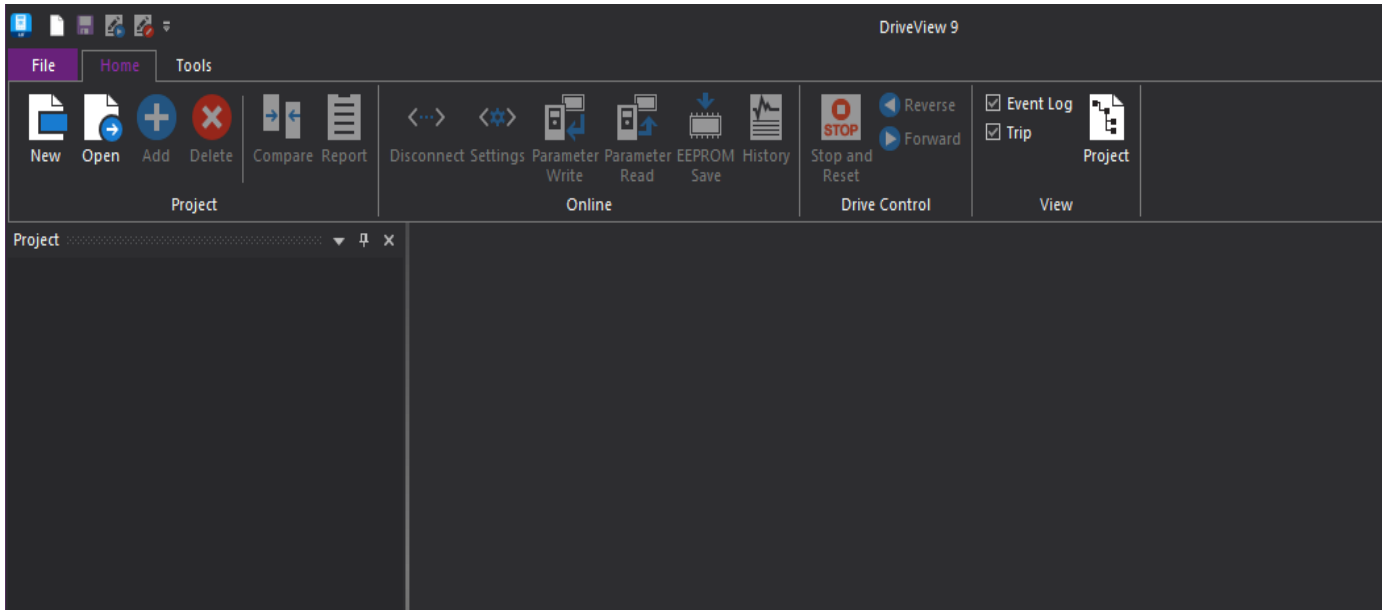 DriveView 9
File Home Tools
New Open Add Delete Compare Report
Project
Disconnect Settings Parameter Write Parameter Read EEPROM Save History
Online
STOP
Stop and Reset
Reverse
Forward
Drive Control
Event Log
Trip
Project
View
Project